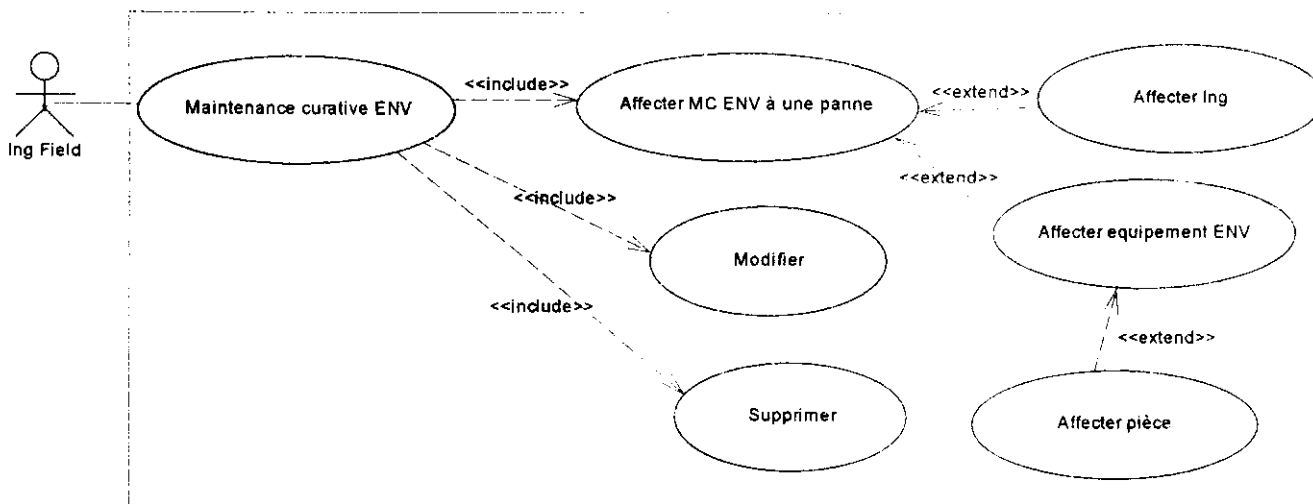 Ing Field
Maintenance curative ENV
<<include>>
Affecter MC ENV à une panne
<<extend>>
Affecter Ing
<<extend>>
Affecter equipement ENV
<<include>>
Modifier
<<include>>
<<extend>>
Supprimer
Affecter pièce